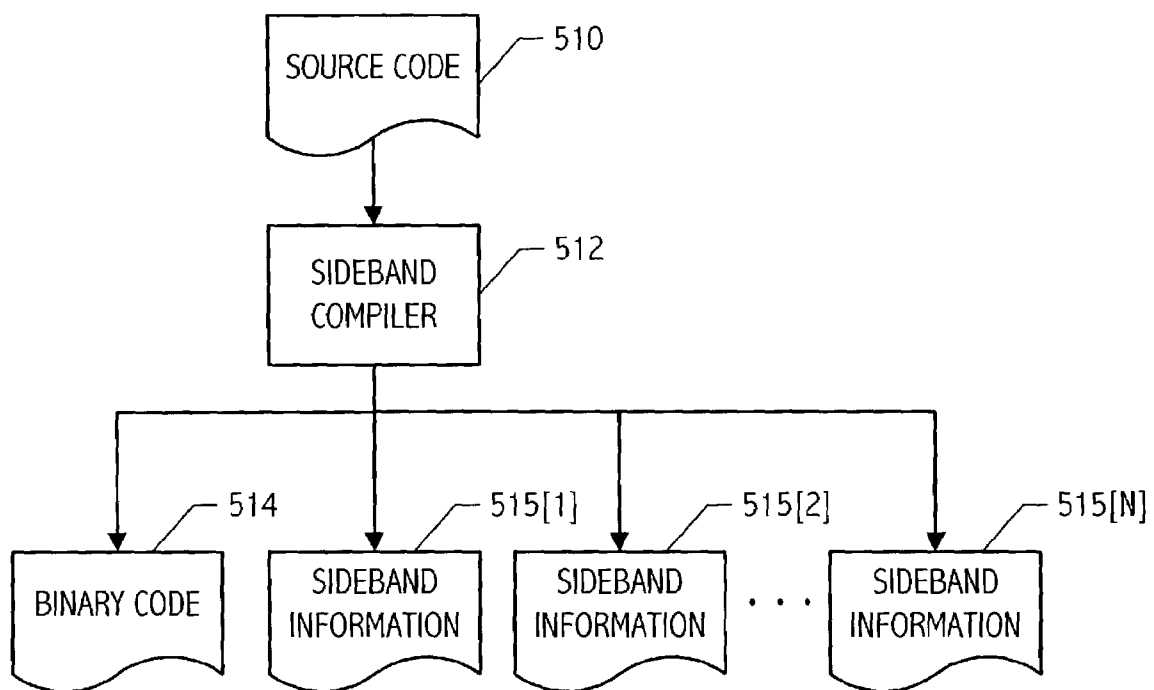 SOURCE CODE
510
SIDEBAND
COMPILER
512
514
515[1]
515[2]
515[N]
BINARY CODE
SIDEBAND
INFORMATION
SIDEBAND
INFORMATION
. . .
SIDEBAND
INFORMATION